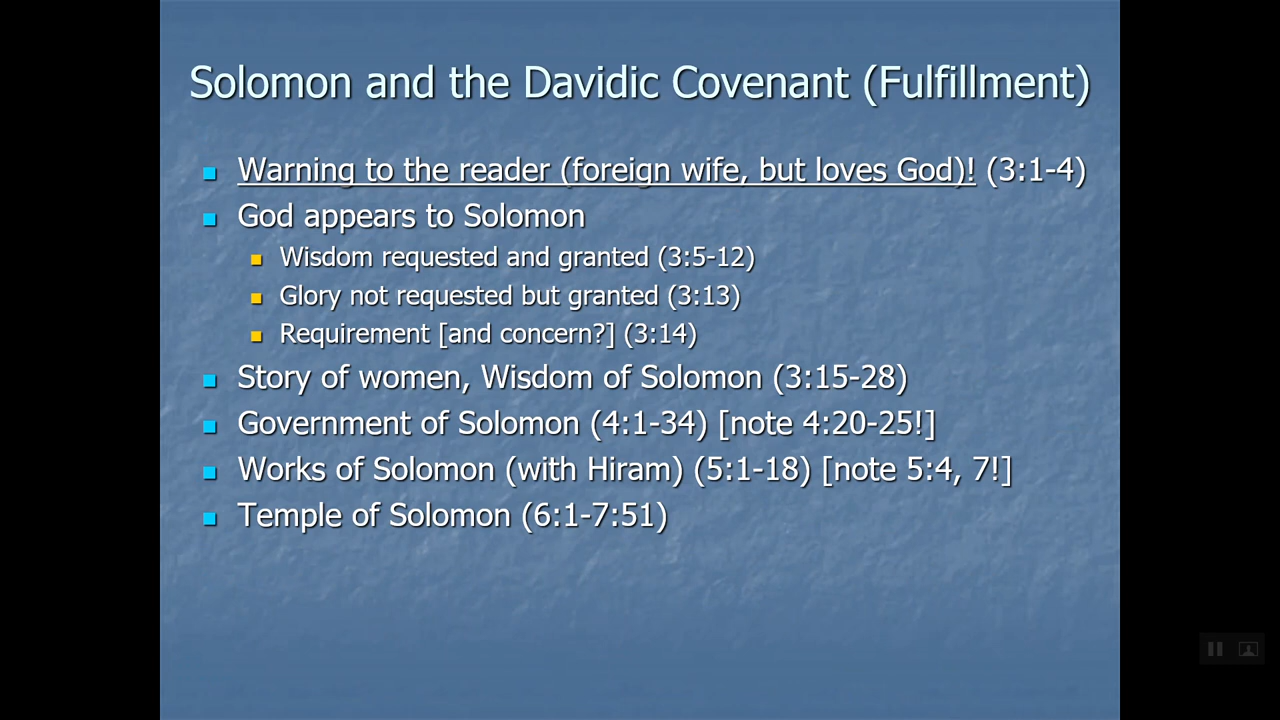 Solomon and the Davidic Covenant (Fulfillment)
Warning to the reader (foreign wife, but loves God)! (3:1-4)
God appears to Solomon
Wisdom requested and granted (3:5-12)
Glory not requested but granted (3:13)
Requirement [and concern?] (3:14)
Story of women, Wisdom of Solomon (3:15-28)
Government of Solomon (4:1-34) [note 4:20-25!]
Works of Solomon (with Hiram) (5:1-18) [note 5:4, 7!]
Temple of Solomon (6:1-7:51)